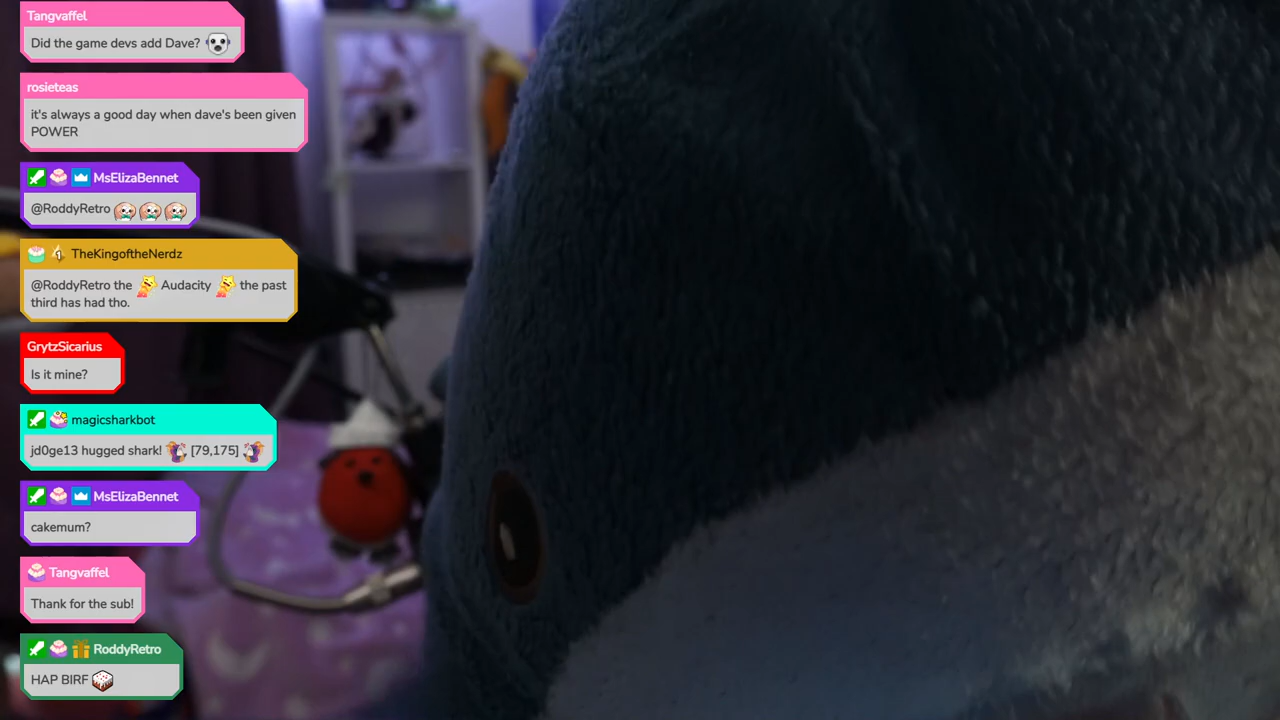 Tangvaffel
Did the game devs add Dave?
rosieteas
it's always a good day when dave's been given
POWER
MsElizaBennet
@RoddyRetro
TheKingoftheNerdz
@RoddyRetro the Audacity the past
third has had tho.
GrytzSicarius
Is it mine?
magicsharkbot
jd0ge13 hugged shark! [79,175]
MsElizaBennet
cakemum?
Tangvaffel
Thank for the sub!
RoddyRetro
HAP BIRF